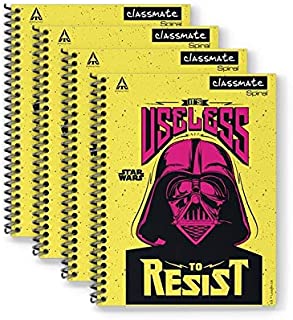 classmate
Spiral
classmate
Spiral
classmate
Spiral
classmate
Spiral
IT'S
USELESS
STAR
WARS
TO
RESIST